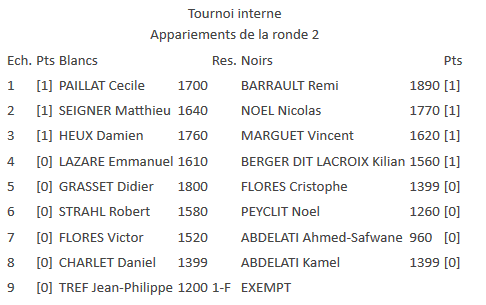 Tournoi interne
Appariements de la ronde 2
Ech. Pts Blancs Res. Noirs Pts
1 [1] PAILLAT Cecile 1700 BARRAULT Remi 1890 [1]
2 [1] SEIGNER Matthieu 1640 NOEL Nicolas 1770 [1]
3 [1] HEUX Damien 1760 MARGUET Vincent 1620 [1]
4 [0] LAZARE Emmanuel 1610 BERGER DIT LACROIX Kilian 1560 [1]
5 [0] GRASSET Didier 1800 FLORES Cristophe 1399 [0]
6 [0] STRAHL Robert 1580 PEYCLIT Noel 1260 [0]
7 [0] FLORES Victor 1520 ABDELATI Ahmed-Safwane 960 [0]
8 [0] CHARLET Daniel 1399 ABDELATI Kamel 1399 [0]
9 [0] TREF Jean-Philippe 1200 1-F EXEMPT